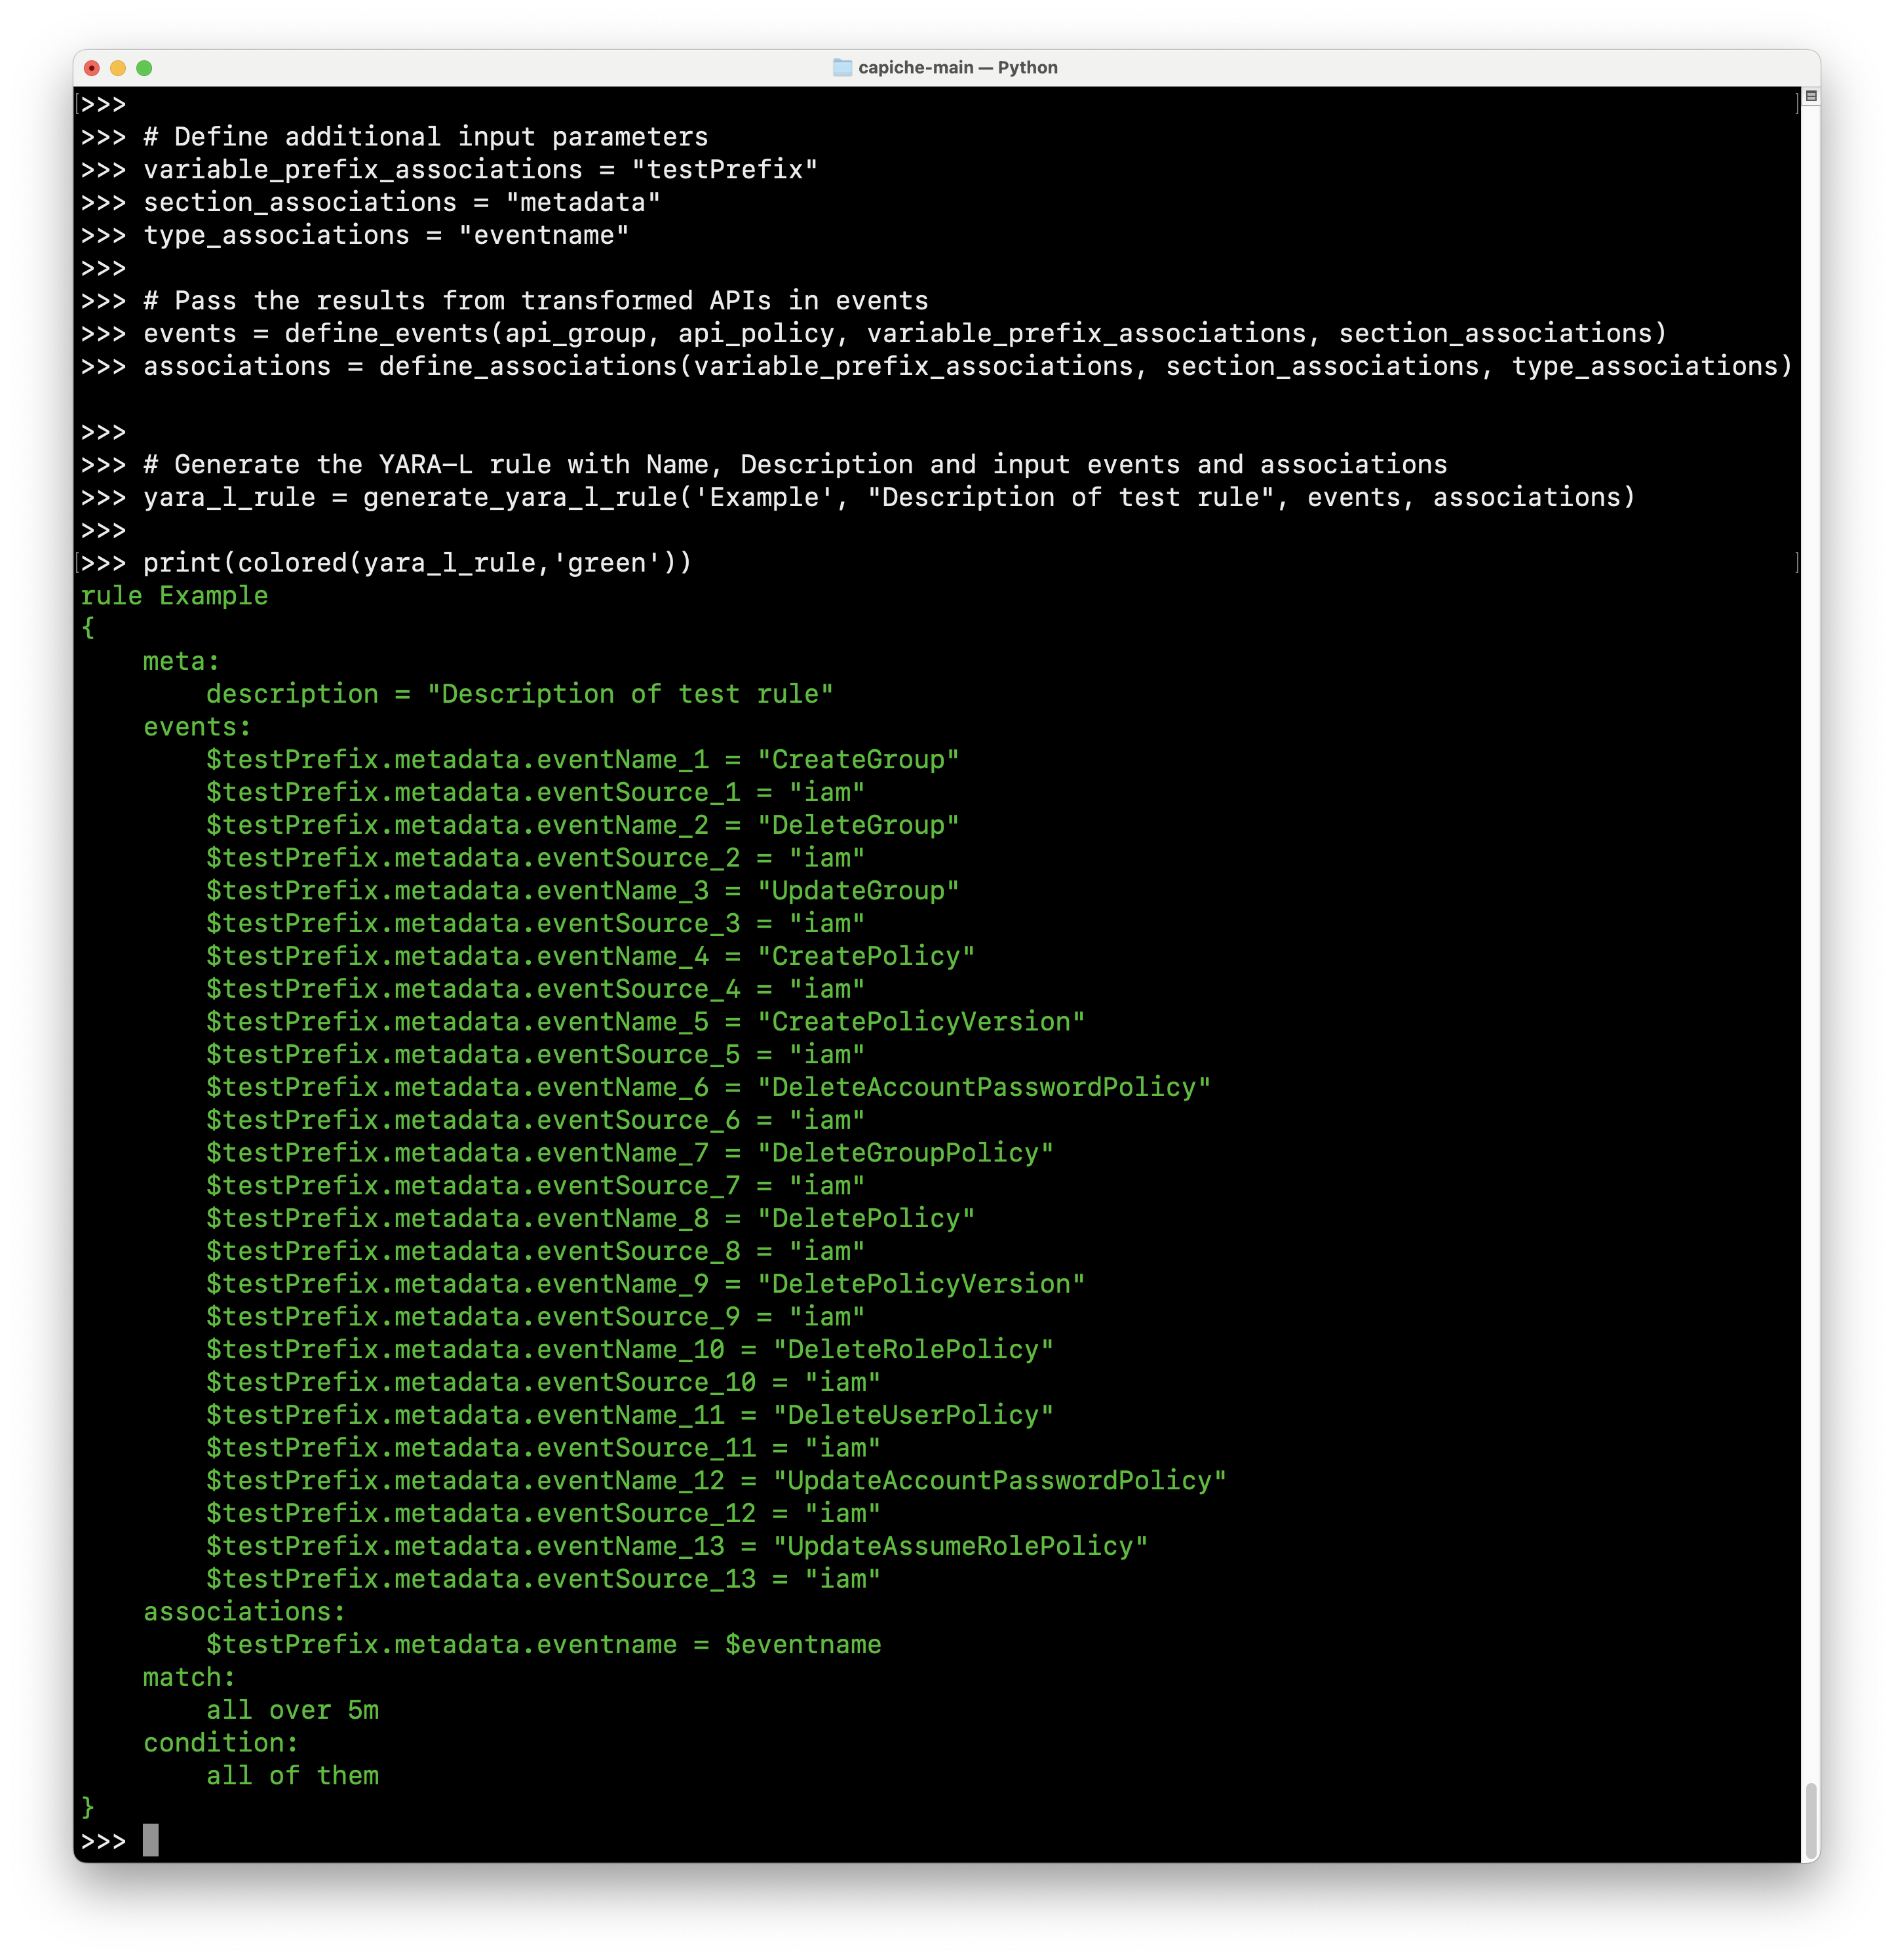 capiche-main — Python
>>>
>>> # Define additional input parameters
>>> variable_prefix_associations = "testPrefix"
>>> section_associations = "metadata"
>>> type_associations = "eventname"
>>>
>>> # Pass the results from transformed APIs in events
>>> events = define_events(api_group, api_policy, variable_prefix_associations, section_associations)
>>> associations = define_associations(variable_prefix_associations, section_associations, type_associations)
>>>
>>> # Generate the YARA-L rule with Name, Description and input events and associations
>>> yara_l_rule = generate_yara_l_rule('Example', "Description of test rule", events, associations)
>>>
>>> print(colored(yara_l_rule,'green'))
rule Example
{
    meta:
        description = "Description of test rule"
    events:
        $testPrefix.metadata.eventName_1 = "CreateGroup"
        $testPrefix.metadata.eventSource_1 = "iam"
        $testPrefix.metadata.eventName_2 = "DeleteGroup"
        $testPrefix.metadata.eventSource_2 = "iam"
        $testPrefix.metadata.eventName_3 = "UpdateGroup"
        $testPrefix.metadata.eventSource_3 = "iam"
        $testPrefix.metadata.eventName_4 = "CreatePolicy"
        $testPrefix.metadata.eventSource_4 = "iam"
        $testPrefix.metadata.eventName_5 = "CreatePolicyVersion"
        $testPrefix.metadata.eventSource_5 = "iam"
        $testPrefix.metadata.eventName_6 = "DeleteAccountPasswordPolicy"
        $testPrefix.metadata.eventSource_6 = "iam"
        $testPrefix.metadata.eventName_7 = "DeleteGroupPolicy"
        $testPrefix.metadata.eventSource_7 = "iam"
        $testPrefix.metadata.eventName_8 = "DeletePolicy"
        $testPrefix.metadata.eventSource_8 = "iam"
        $testPrefix.metadata.eventName_9 = "DeletePolicyVersion"
        $testPrefix.metadata.eventSource_9 = "iam"
        $testPrefix.metadata.eventName_10 = "DeleteRolePolicy"
        $testPrefix.metadata.eventSource_10 = "iam"
        $testPrefix.metadata.eventName_11 = "DeleteUserPolicy"
        $testPrefix.metadata.eventSource_11 = "iam"
        $testPrefix.metadata.eventName_12 = "UpdateAccountPasswordPolicy"
        $testPrefix.metadata.eventSource_12 = "iam"
        $testPrefix.metadata.eventName_13 = "UpdateAssumeRolePolicy"
        $testPrefix.metadata.eventSource_13 = "iam"
    associations:
        $testPrefix.metadata.eventname = $eventname
    match:
        all over 5m
    condition:
        all of them
}
>>>